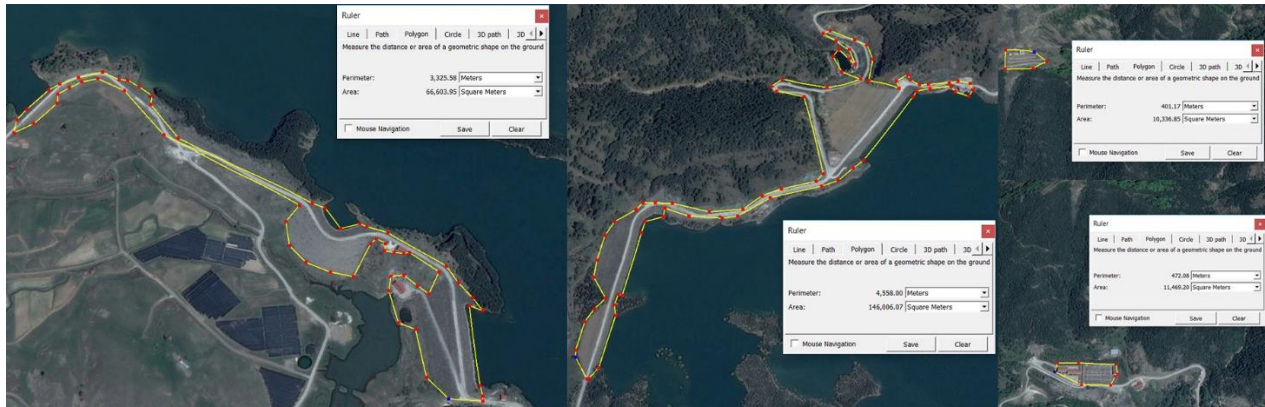 Ruler
Line Path Polygon Circle 3D path 3D
Measure the distance or area of a geometric shape on the ground
Perimeter: 3,325.58 Meters
Area: 66,603.95 Square Meters
Mouse Navigation Save Clear
Ruler
Line Path Polygon Circle 3D path 3D
Measure the distance or area of a geometric shape on the ground
Perimeter: 4,558.00 Meters
Area: 146,006.07 Square Meters
Mouse Navigation Save Clear
Ruler
Line Path Polygon Circle 3D path 3D
Measure the distance or area of a geometric shape on the ground
Perimeter: 401.17 Meters
Area: 10,336.85 Square Meters
Mouse Navigation Save Clear
Ruler
Line Path Polygon Circle 3D path 3D
Measure the distance or area of a geometric shape on the ground
Perimeter: 472.08 Meters
Area: 11,469.20 Square Meters
Mouse Navigation Save Clear